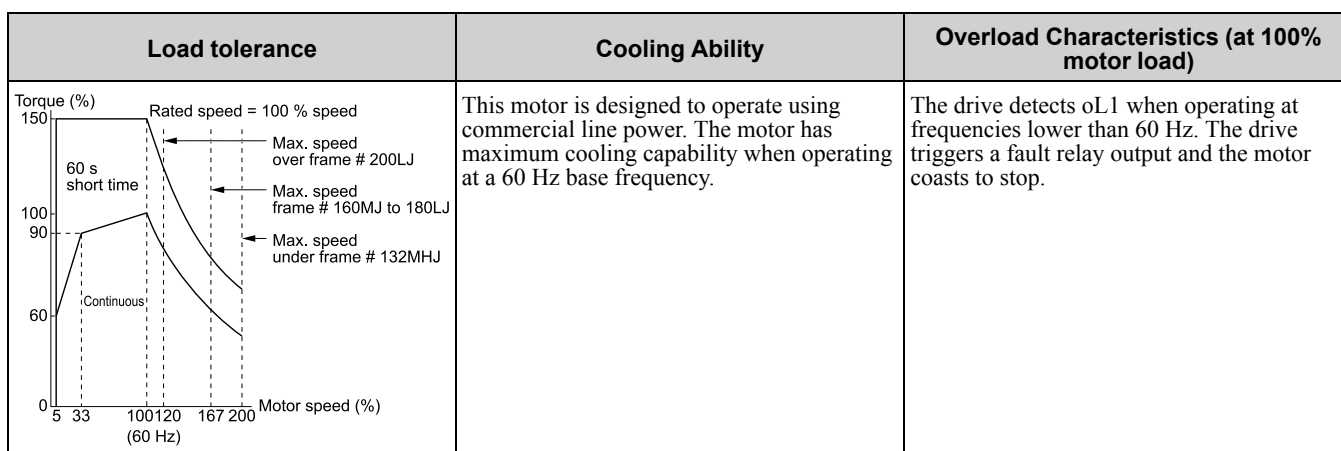 Load tolerance
Cooling Ability
Overload Characteristics (at 100%
motor load)
Torque (%)
150
Rated speed = 100 % speed
Max. speed
over frame # 200LJ
60 s
short time
Max. speed
frame # 160MJ to 180LJ
100
90
Max. speed
under frame # 132MHJ
Continuous
60
0
5 33 100 120 167 200
Motor speed (%)
(60 Hz)
This motor is designed to operate using
commercial line power. The motor has
maximum cooling capability when operating
at a 60 Hz base frequency.
The drive detects oL1 when operating at
frequencies lower than 60 Hz. The drive
triggers a fault relay output and the motor
coasts to stop.